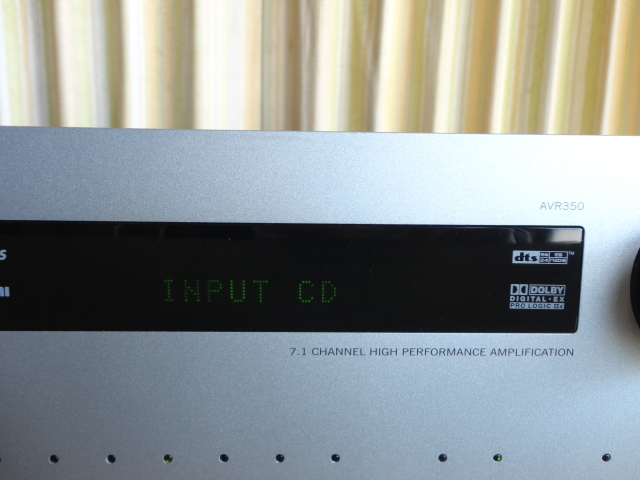 AVR350
dts
INPUT CD
DOLBY
DIGITAL·EX
PRO LOGIC IIx
7.1 CHANNEL HIGH PERFORMANCE AMPLIFICATION